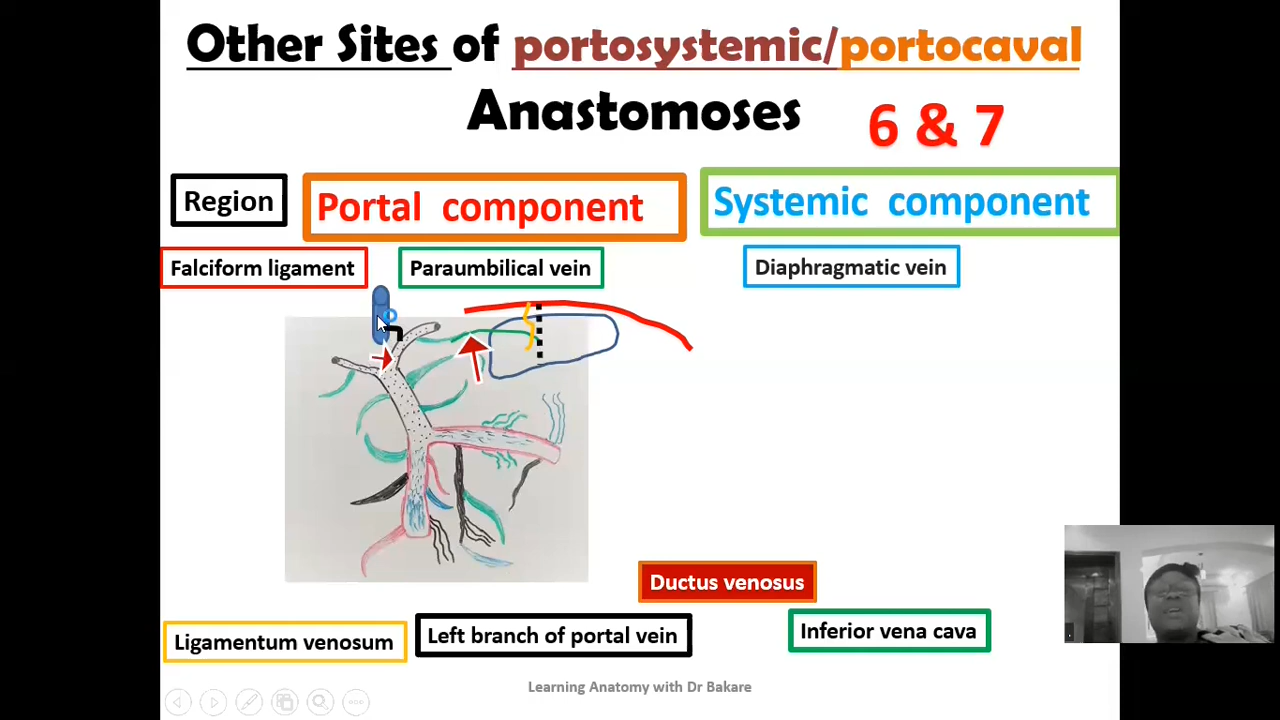 Other Sites of portosystemic/portocaval
Anastomoses 6 & 7
Region
Portal component
Systemic component
Falciform ligament
Paraumbilical vein
Diaphragmatic vein
Ductus venosus
Ligamentum venosum
Left branch of portal vein
Inferior vena cava
Learning Anatomy with Dr Bakare